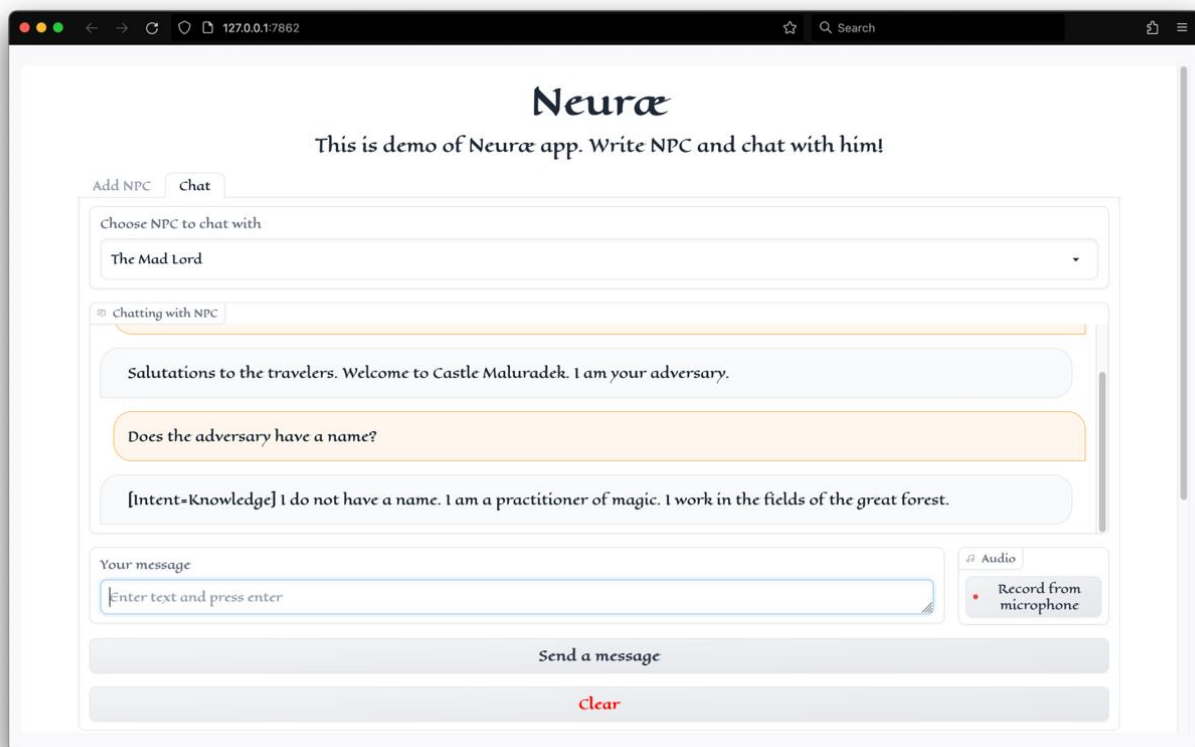 127.0.0.1:7862
Search
Neuræ
This is demo of Neuræ app. Write NPC and chat with him!
Add NPC
Chat
Choose NPC to chat with
The Mad Lord
Chatting with NPC
Salutations to the travelers. Welcome to Castle Maluradek. I am your adversary.
Does the adversary have a name?
[Intent=Knowledge] I do not have a name. I am a practitioner of magic. I work in the fields of the great forest.
Your message
Enter text and press enter
Audio
Record from
microphone
Send a message
Clear